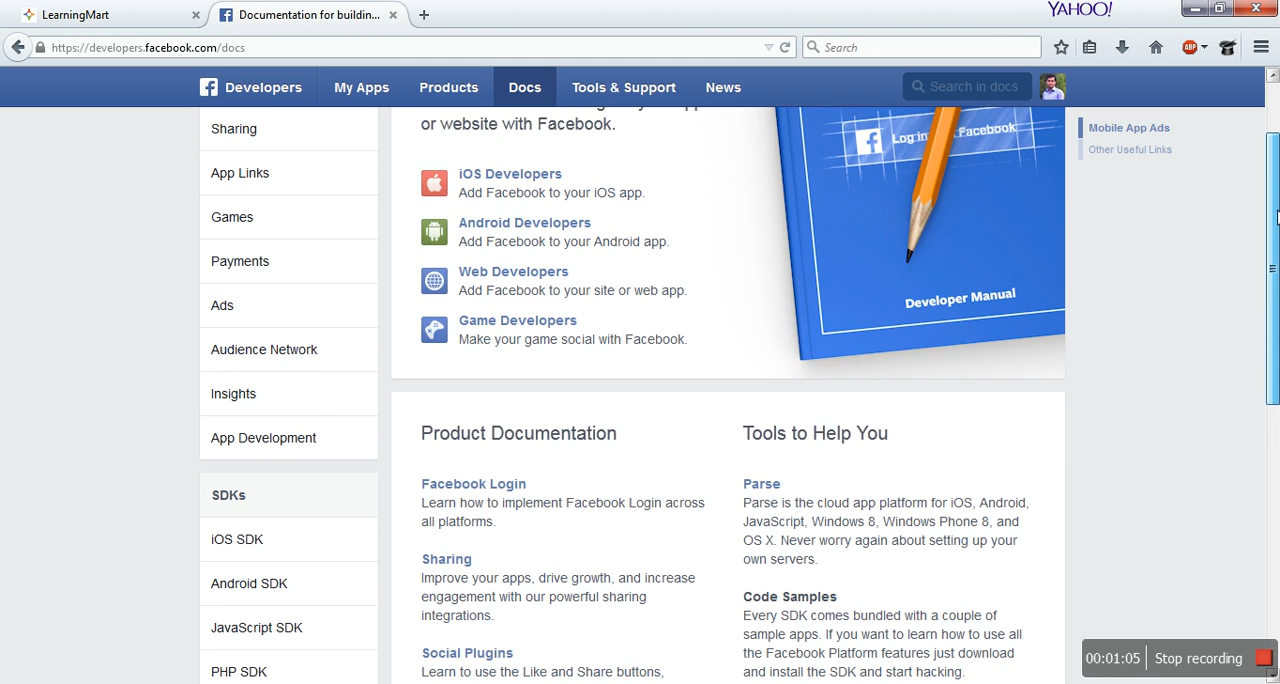 LearningMart
Documentation for buildin...
YAHOO!
https://developers.facebook.com/docs
Search
ABP
Developers
My Apps
Products
Docs
Tools & Support
News
Search in docs
Sharing
App Links
Games
Payments
Ads
Audience Network
Insights
App Development
SDKs
iOS SDK
Android SDK
JavaScript SDK
PHP SDK
or website with Facebook.
iOS Developers
Add Facebook to your iOS app.
Android Developers
Add Facebook to your Android app.
Web Developers
Add Facebook to your site or web app.
Game Developers
Make your game social with Facebook.
Log in Facebook
Developer Manual
Mobile App Ads
Other Useful Links
Product Documentation
Facebook Login
Learn how to implement Facebook Login across
all platforms.
Sharing
Improve your apps, drive growth, and increase
engagement with our powerful sharing
integrations.
Social Plugins
Learn to use the Like and Share buttons,
Tools to Help You
Parse
Parse is the cloud app platform for iOS, Android,
JavaScript, Windows 8, Windows Phone 8, and
OS X. Never worry again about setting up your
own servers.
Code Samples
Every SDK comes bundled with a couple of
sample apps. If you want to learn how to use all
the Facebook Platform features just download
and install the SDK and start hacking.
00:01:05 Stop recording